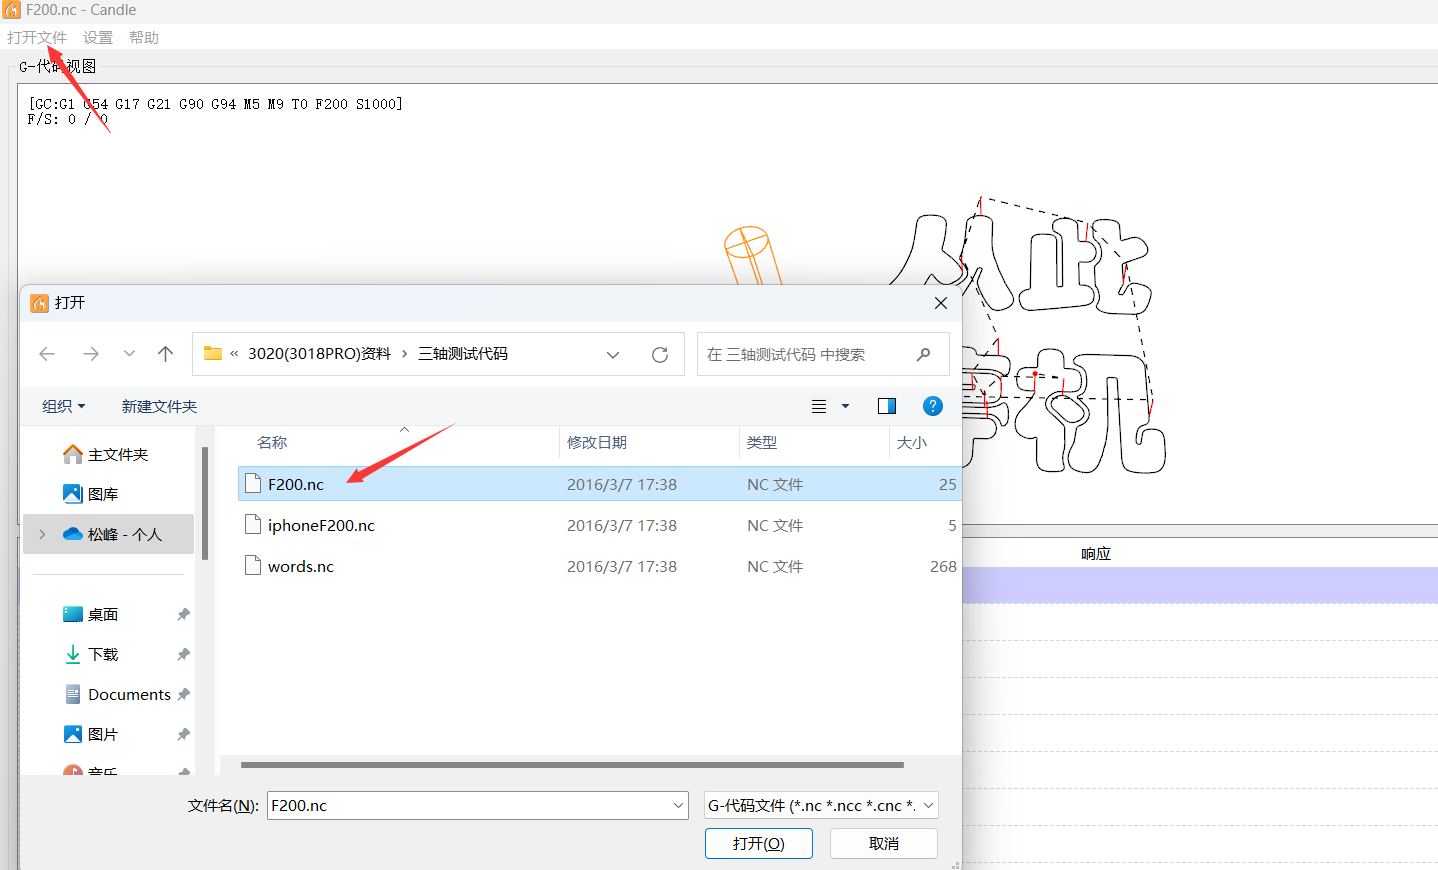 F200.nc - Candle
打开文件 设置 帮助
G-代码视图
[GC:G1 G54 G17 G21 G90 G94 M5 M9 T0 F200 S1000]
F/S: 0 / 0
从此
打开
« 3020(3018PRO)资料 › 三轴测试代码
在 三轴测试代码 中搜索
组织 新建文件夹
名称 修改日期 类型 大小
主文件夹
图库
松峰 - 个人
桌面
下载
Documents
图片
音乐
F200.nc 2016/3/7 17:38 NC 文件 25
iphoneF200.nc 2016/3/7 17:38 NC 文件 5
words.nc 2016/3/7 17:38 NC 文件 268
响应
文件名(N): F200.nc G-代码文件 (*.nc *.ncc *.cnc *.
打开(O) 取消